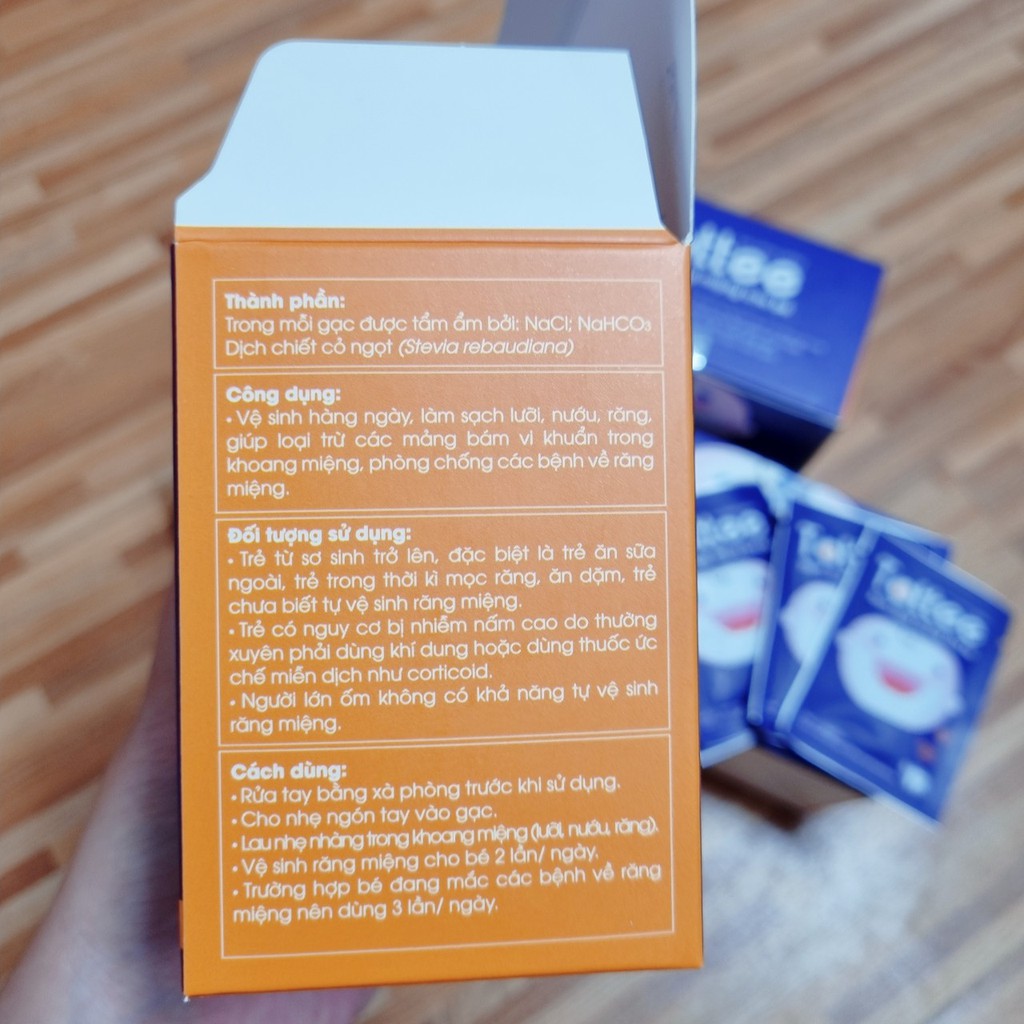 Thành phần:
Trong mỗi gạc được tẩm ẩm bởi: NaCl; NaHCO₃
Dịch chiết cỏ ngọt (Stevia rebaudiana)
Công dụng:
• Vệ sinh hàng ngày, làm sạch lưỡi, nướu, răng,
giúp loại trừ các mảng bám vi khuẩn trong
khoang miệng, phòng chống các bệnh về răng
miệng.
Đối tượng sử dụng:
• Trẻ từ sơ sinh trở lên, đặc biệt là trẻ ăn sữa
ngoài, trẻ trong thời kì mọc răng, ăn dặm, trẻ
chưa biết tự vệ sinh răng miệng.
• Trẻ có nguy cơ bị nhiễm nấm cao do thường
xuyên phải dùng khí dung hoặc dùng thuốc ức
chế miễn dịch như corticoid.
• Người lớn ốm không có khả năng tự vệ sinh
răng miệng.
Cách dùng:
• Rửa tay bằng xà phòng trước khi sử dụng.
• Cho nhẹ ngón tay vào gạc.
• Lau nhẹ nhàng trong khoang miệng (lưỡi, nướu, răng).
• Vệ sinh răng miệng cho bé 2 lần/ ngày.
• Trường hợp bé đang mắc các bệnh về răng
miệng nên dùng 3 lần/ ngày.